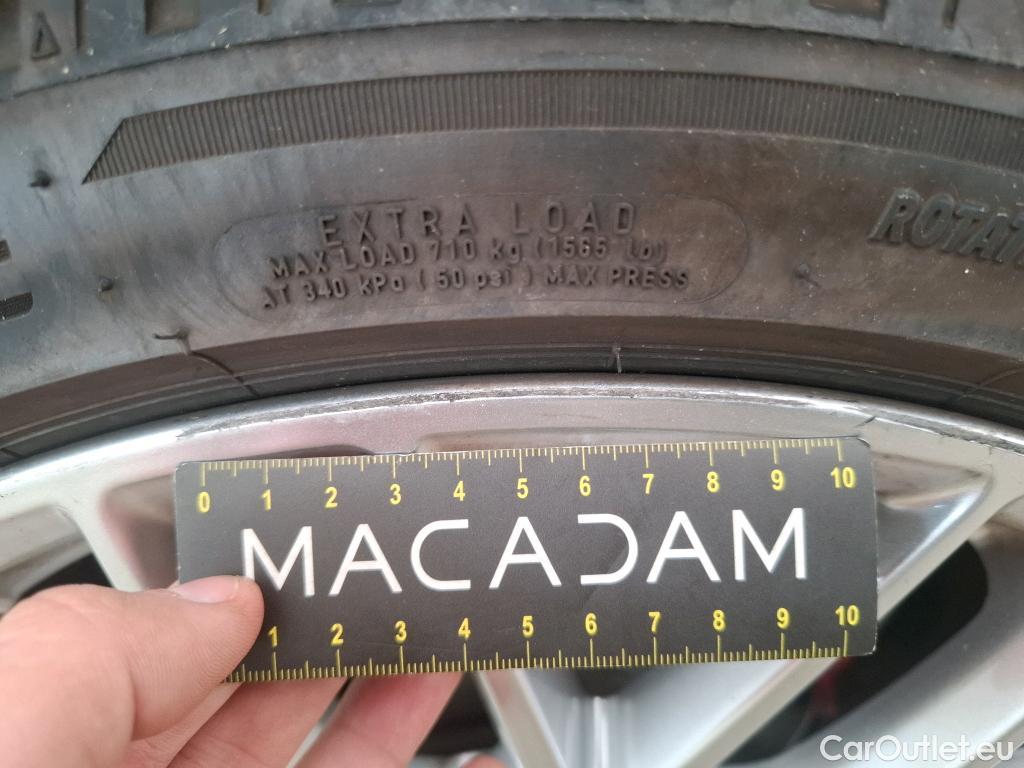 EXTRA LOAD
MAX LOAD 710 kg (1565 lb)
AT 340 kPa (50 psi) MAX PRESS
ROTAT
0 1 2 3 4 5 6 7 8 9 10
MACADAM
1 2 3 4 5 6 7 8 9 10
CarOutlet.eu